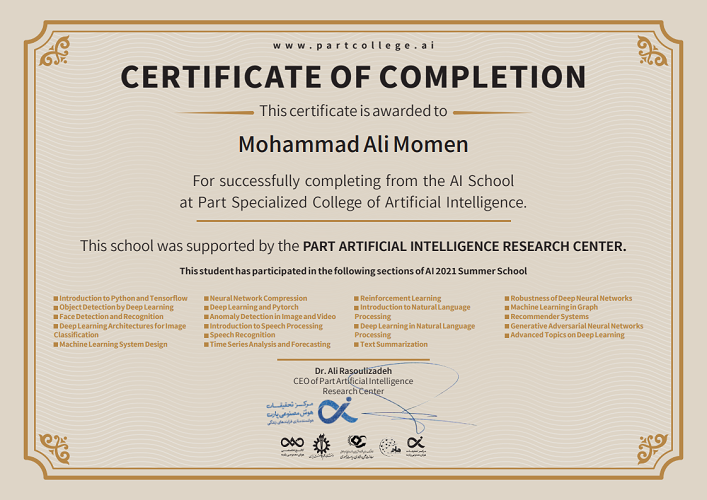 www.partcollege.ai
CERTIFICATE OF COMPLETION
This certificate is awarded to
Mohammad Ali Momen
For successfully completing from the AI School
at Part Specialized College of Artificial Intelligence.
This school was supported by the PART ARTIFICIAL INTELLIGENCE RESEARCH CENTER.
This student has participated in the following sections of AI 2021 Summer School
Introduction to Python and Tensorflow
Object Detection by Deep Learning
Face Detection and Recognition
Deep Learning Architectures for Image
Classification
Machine Learning System Design
Neural Network Compression
Deep Learning and Pytorch
Anomaly Detection in Image and Video
Introduction to Speech Processing
Speech Recognition
Time Series Analysis and Forecasting
Reinforcement Learning
Introduction to Natural Language
Processing
Deep Learning in Natural Language
Processing
Text Summarization
Robustness of Deep Neural Networks
Machine Learning in Graph
Recommender Systems
Generative Adversarial Neural Networks
Advanced Topics on Deep Learning
Dr. Ali Rasoulizadeh
CEO of Part Artificial Intelligence
Research Center
مرکز تحقیقات
هوش مصنوعی پارت
هوشمندسازی فرآیندهای زندگی